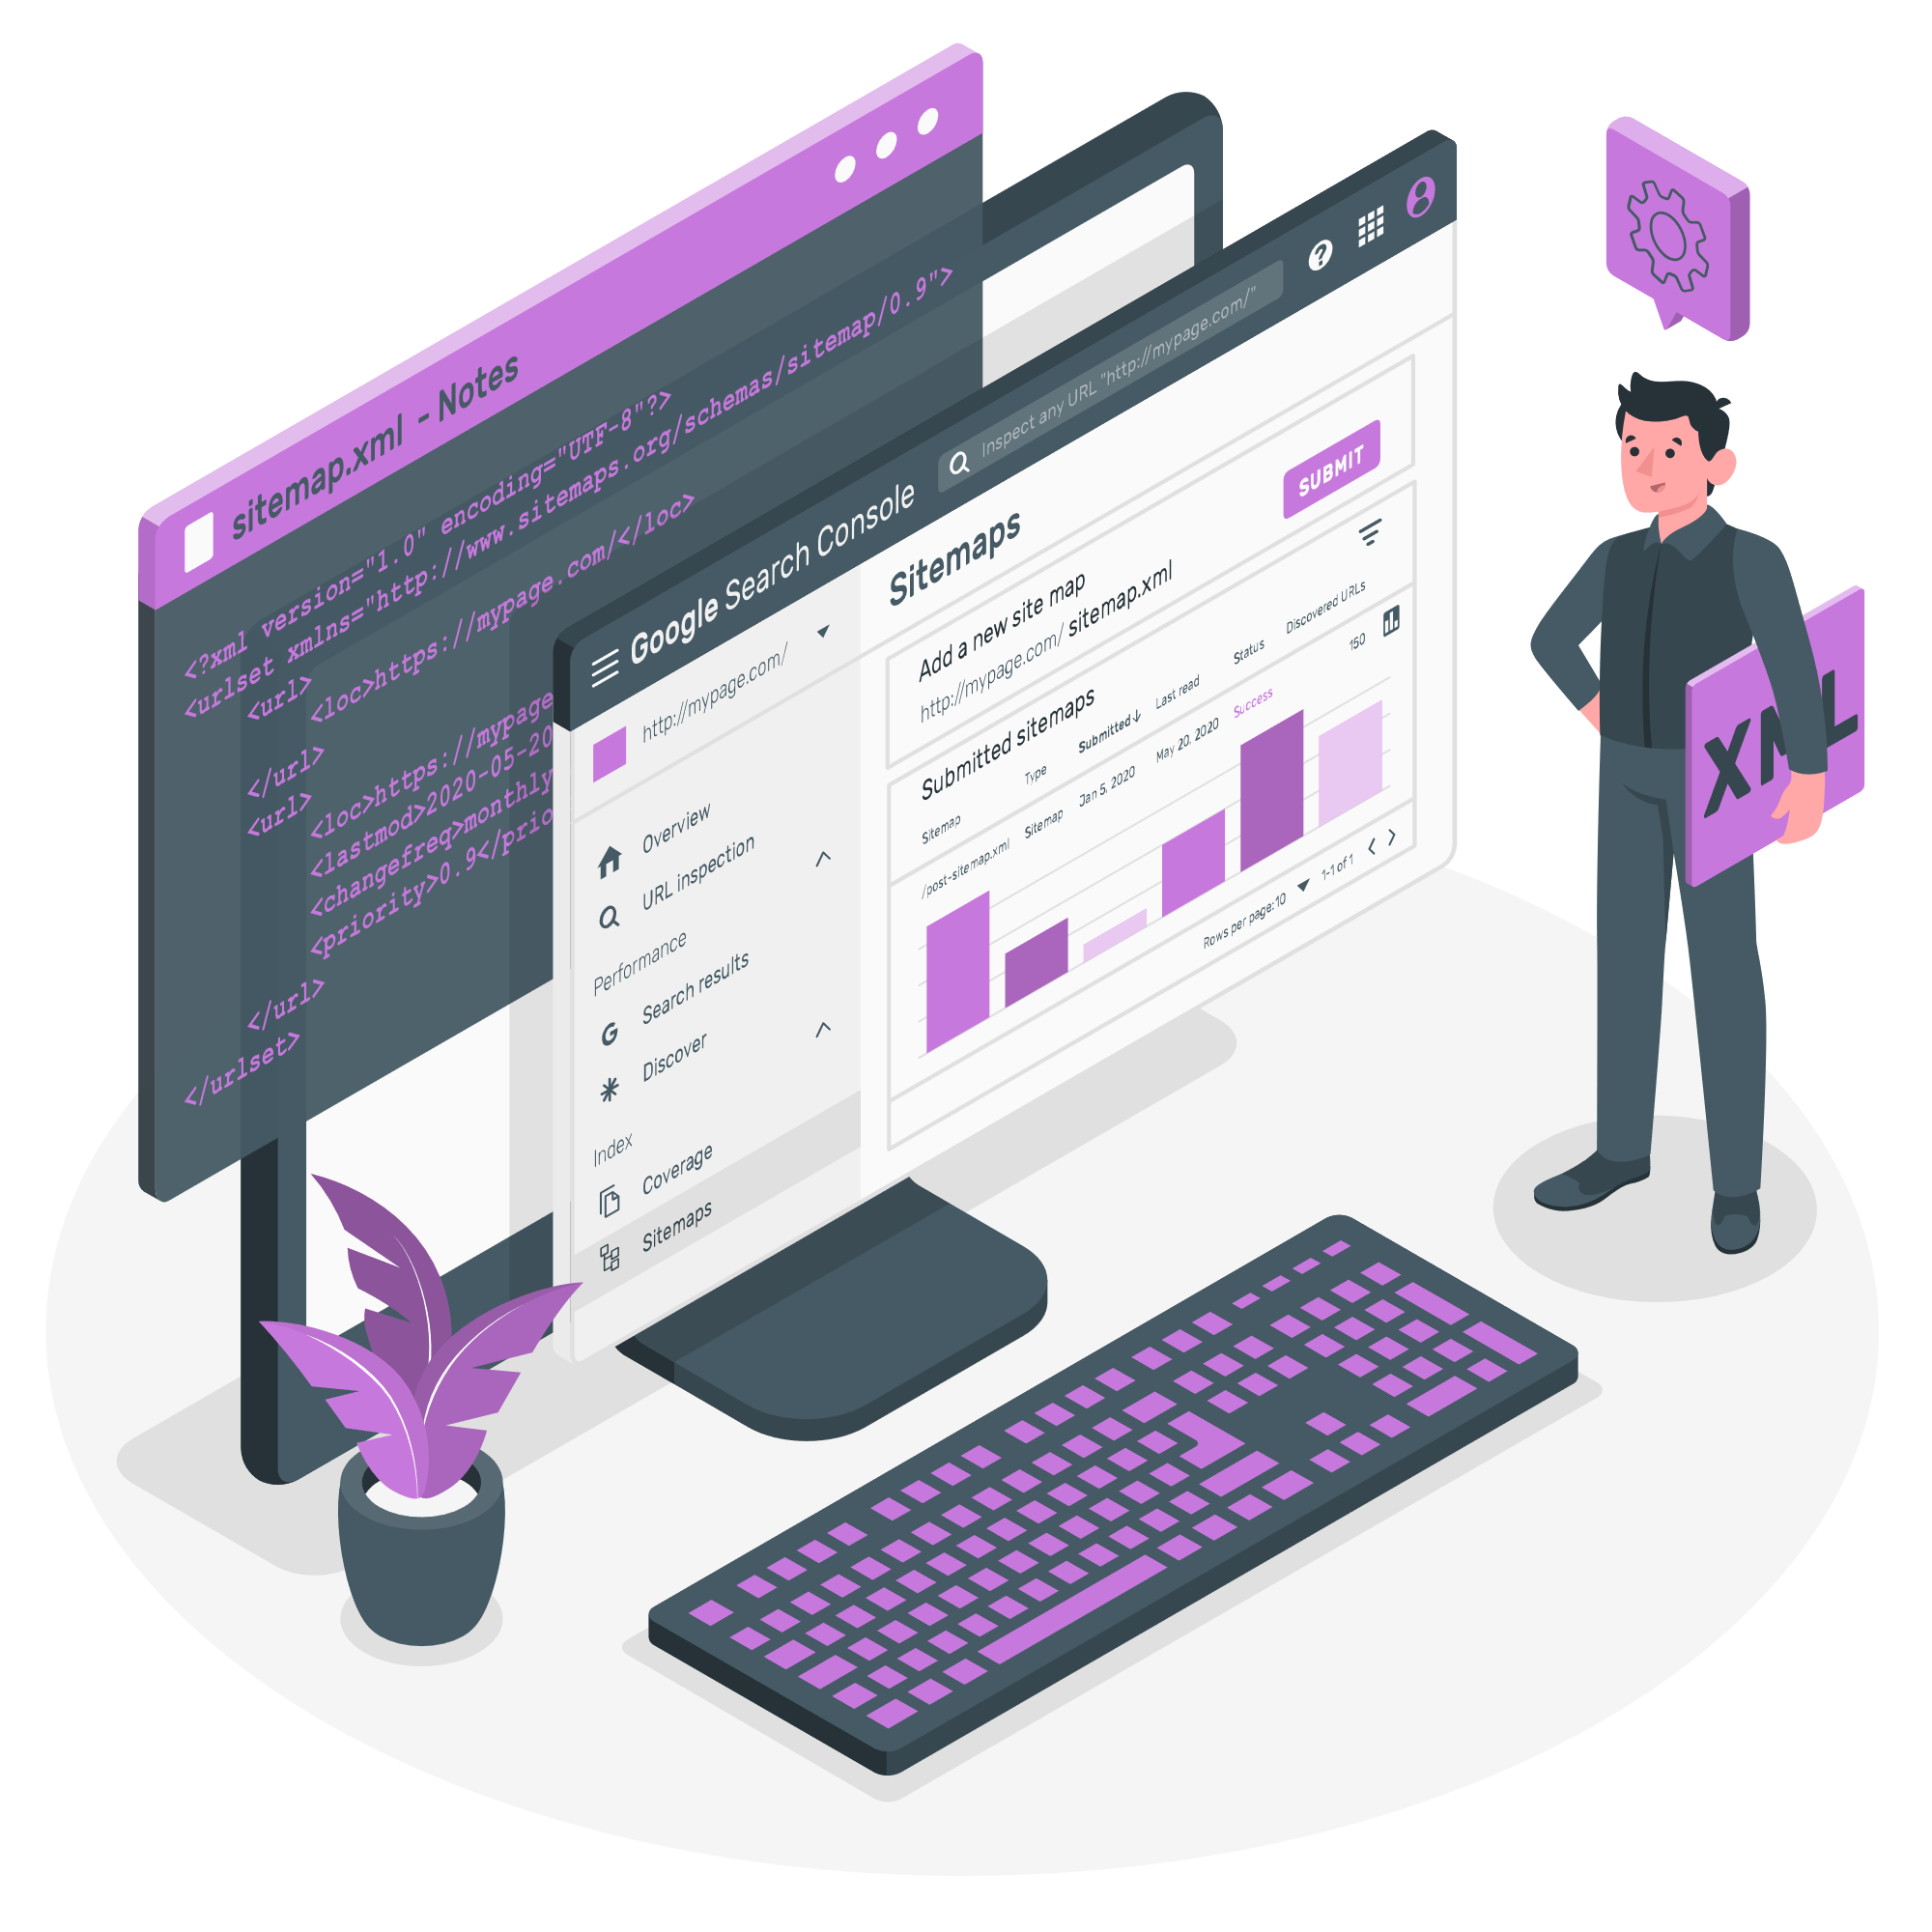 sitemap.xml - Notes
<?xml version="1.0" encoding="UTF-8"?>
<urlset xmlns="http://www.sitemaps.org/schemas/sitemap/0.9">
<url>
<loc>https://mypage.com/</loc>
</url>
<url>
<loc>https://mypage
<lastmod>2020-05-20
<changefreq>monthly
<priority>0.9</prio
</url>
</urlset>
Google Search Console
Inspect any URL "http://mypage.com/"
?
http://mypage.com/
Overview
URL inspection
Performance
G Search results
Discover
Index
Coverage
Sitemaps
Sitemaps
Add a new site map
http://mypage.com/ sitemap.xml
SUBMIT
Submitted sitemaps
Sitemap Type Submitted↓ Last read Status Discovered URLs
/post-sitemap.xml Sitemap Jan 5, 2020 May 20, 2020 Success 150
Rows per page:10 1-1 of 1 < >
XML